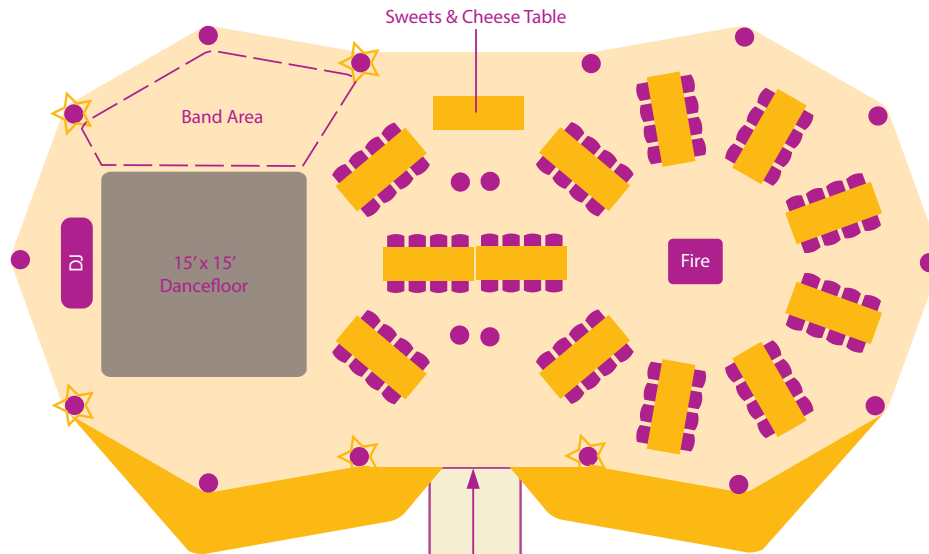 Sweets & Cheese Table
Band Area
DJ
15’ x 15’
Dancefloor
Fire